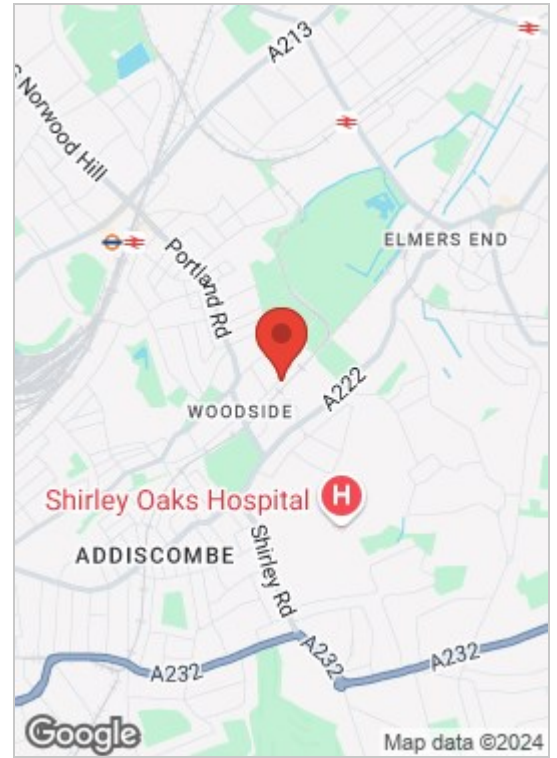 A213
S Norwood Hill
ELMERS END
Portland Rd
A222
WOODSIDE
Shirley Oaks Hospital
H
ADDISCOMBE
Shirley Rd
A232
A232
A232
Google
Map data ©2024